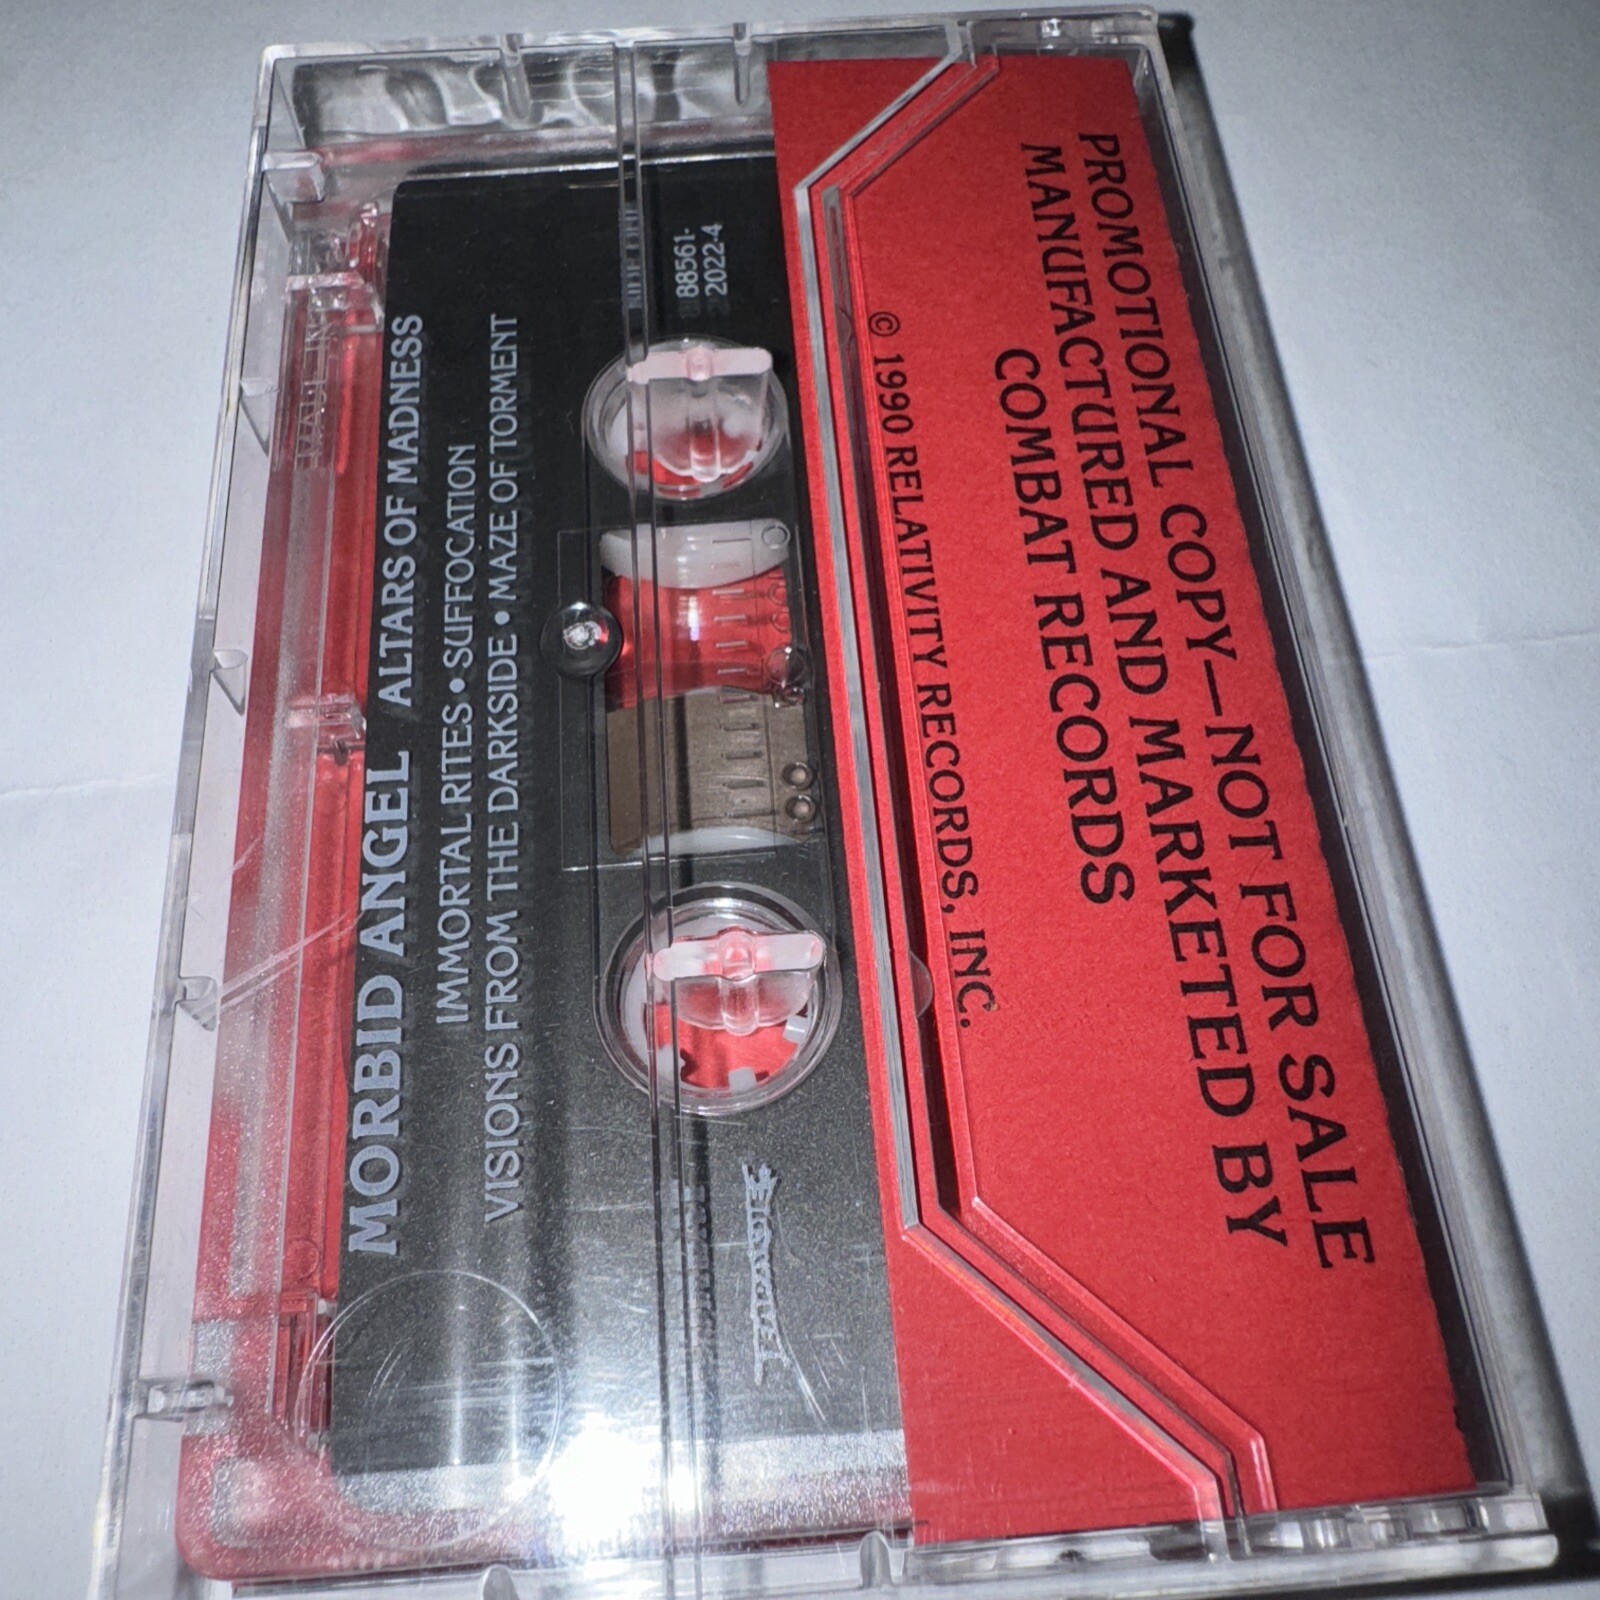 MORBID ANGEL ALTARS OF MADNESS
IMMORTAL RITES • SUFFOCATION
VISIONS FROM THE DARKSIDE • MAZE OF TORMENT
88561-
2022-4
Earache
PROMOTIONAL COPY—NOT FOR SALE
MANUFACTURED AND MARKETED BY
COMBAT RECORDS
© 1990 RELATIVITY RECORDS, INC.